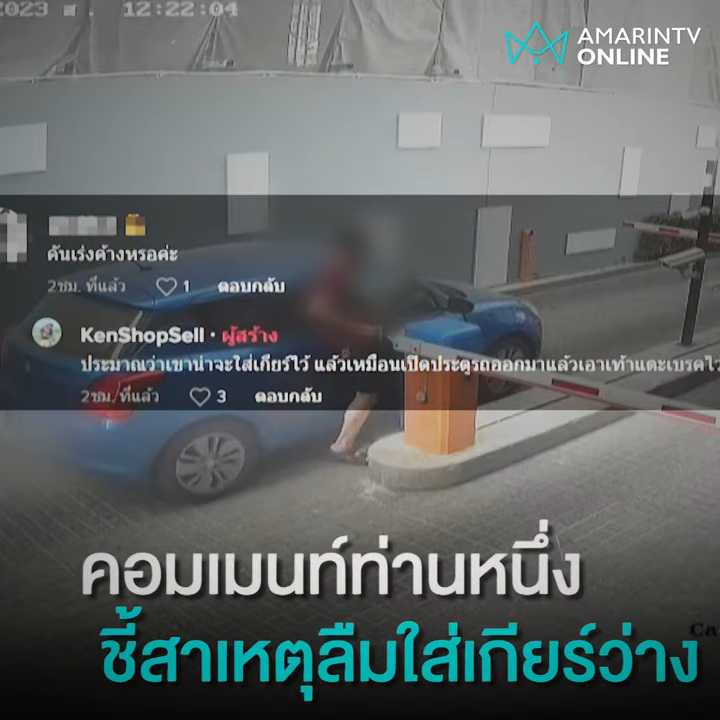 2023 ส. 12:22:04
AMARINTV
ONLINE
คันเร่งค้างหรอค่ะ
2ชม. ที่แล้ว 1 ตอบกลับ
KenShopSell · ผู้สร้าง
ประมาณว่าเขาน่าจะใส่เกียร์ไว้ แล้วเหมือนเปิดประตูรถออกมาแล้วเอาเท้าแตะเบรคไว้
2ชม. ที่แล้ว 3 ตอบกลับ
คอมเมนท์ท่านหนึ่ง
ชี้สาเหตุลืมใส่เกียร์ว่าง